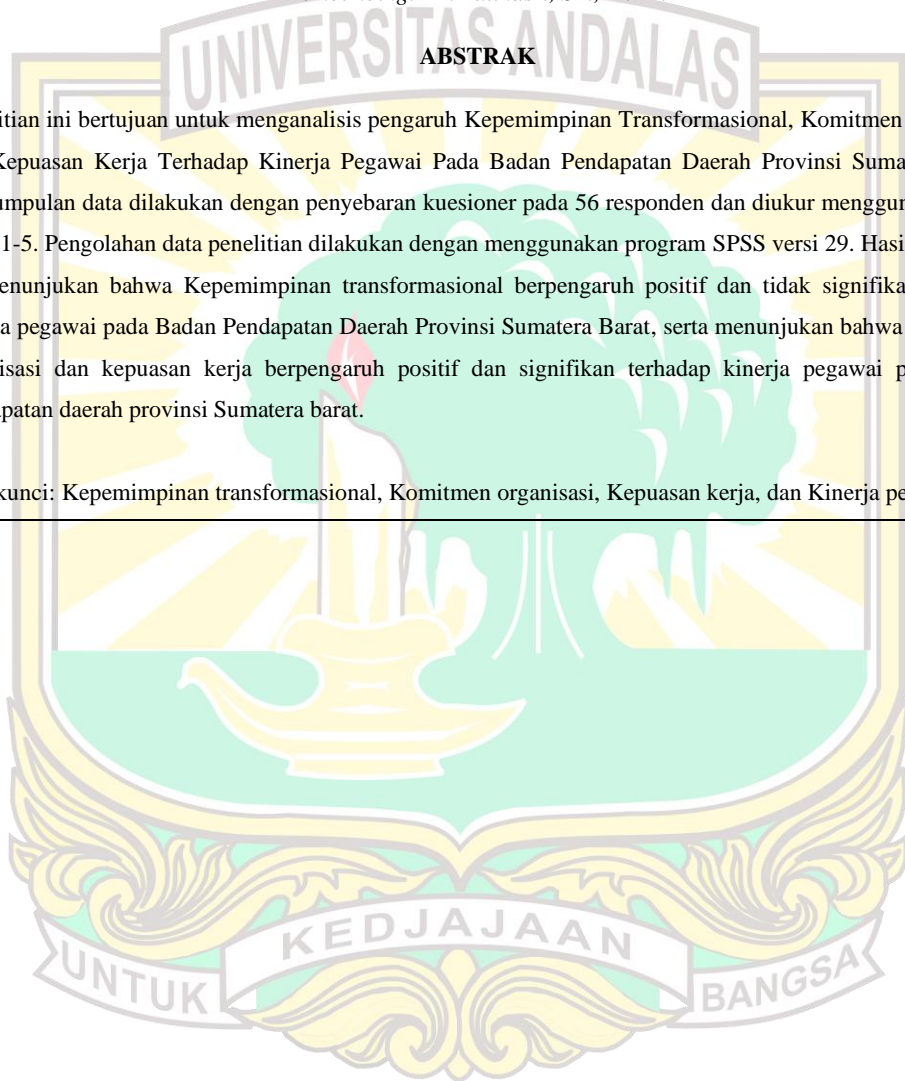 UNIVERSITAS ANDALAS
ABSTRAK
itian ini bertujuan untuk menganalisis pengaruh Kepemimpinan Transformasional, Komitmen
Kepuasan Kerja Terhadap Kinerja Pegawai Pada Badan Pendapatan Daerah Provinsi Suma
umpulan data dilakukan dengan penyebaran kuesioner pada 56 responden dan diukur menggun
1-5. Pengolahan data penelitian dilakukan dengan menggunakan program SPSS versi 29. Hasi
enunjukan bahwa Kepemimpinan transformasional berpengaruh positif dan tidak signifika
a pegawai pada Badan Pendapatan Daerah Provinsi Sumatera Barat, serta menunjukan bahwa
isasi dan kepuasan kerja berpengaruh positif dan signifikan terhadap kinerja pegawai p
apatan daerah provinsi Sumatera barat.
kunci: Kepemimpinan transformasional, Komitmen organisasi, Kepuasan kerja, dan Kinerja pe
UNTUK KEDJAJAAN BANGSA